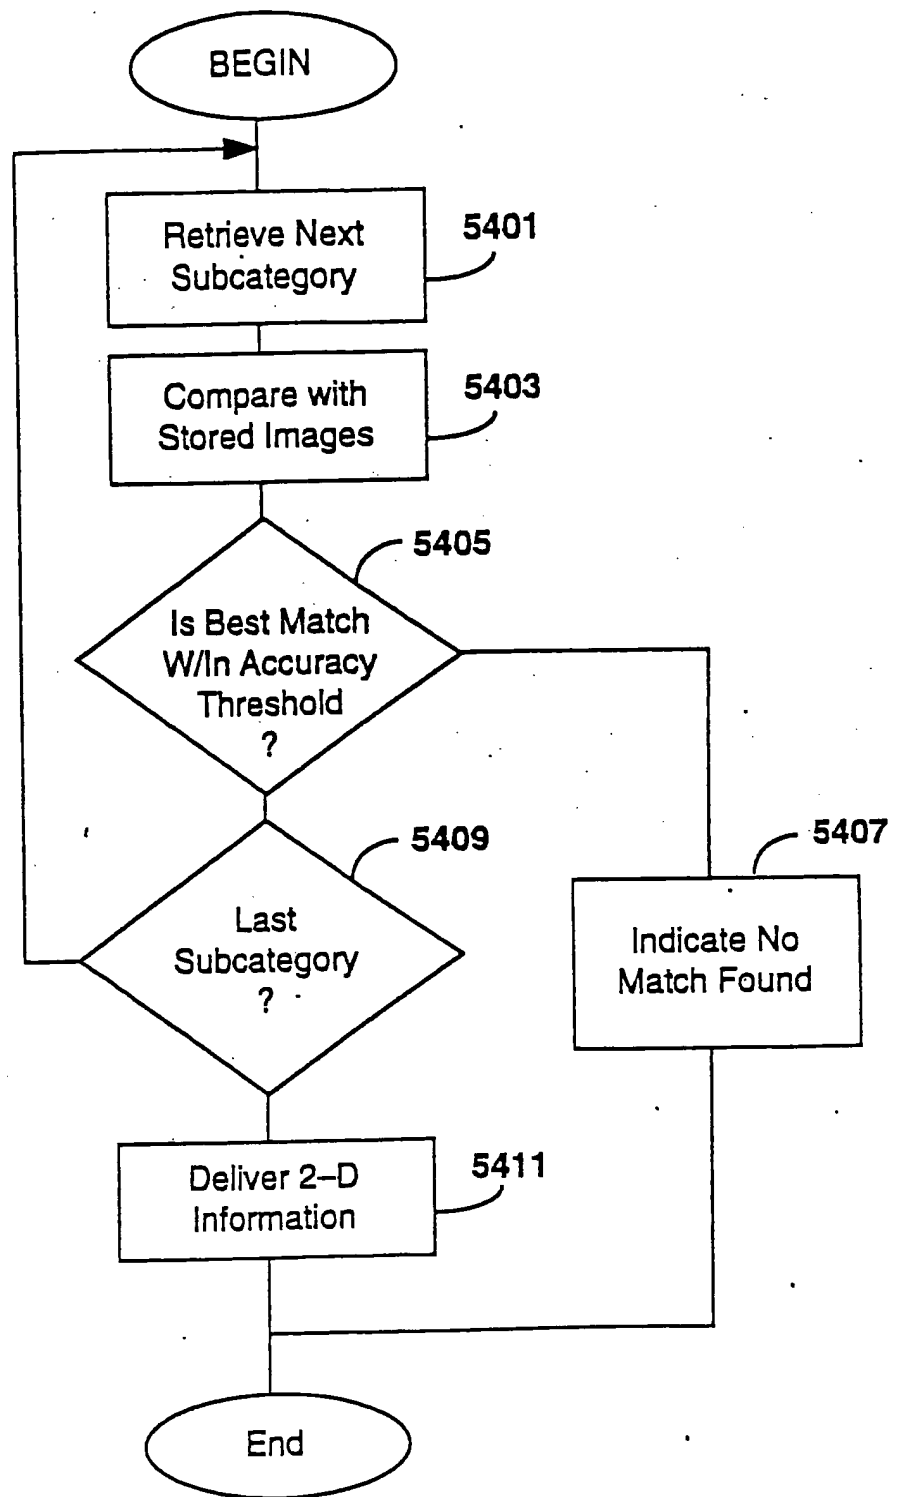 BEGIN
Retrieve Next
Subcategory
5401
Compare with
Stored Images
5403
5405
Is Best Match
W/In Accuracy
Threshold
?
5409
Last
Subcategory
?
5407
Indicate No
Match Found
Deliver 2-D
Information
5411
End